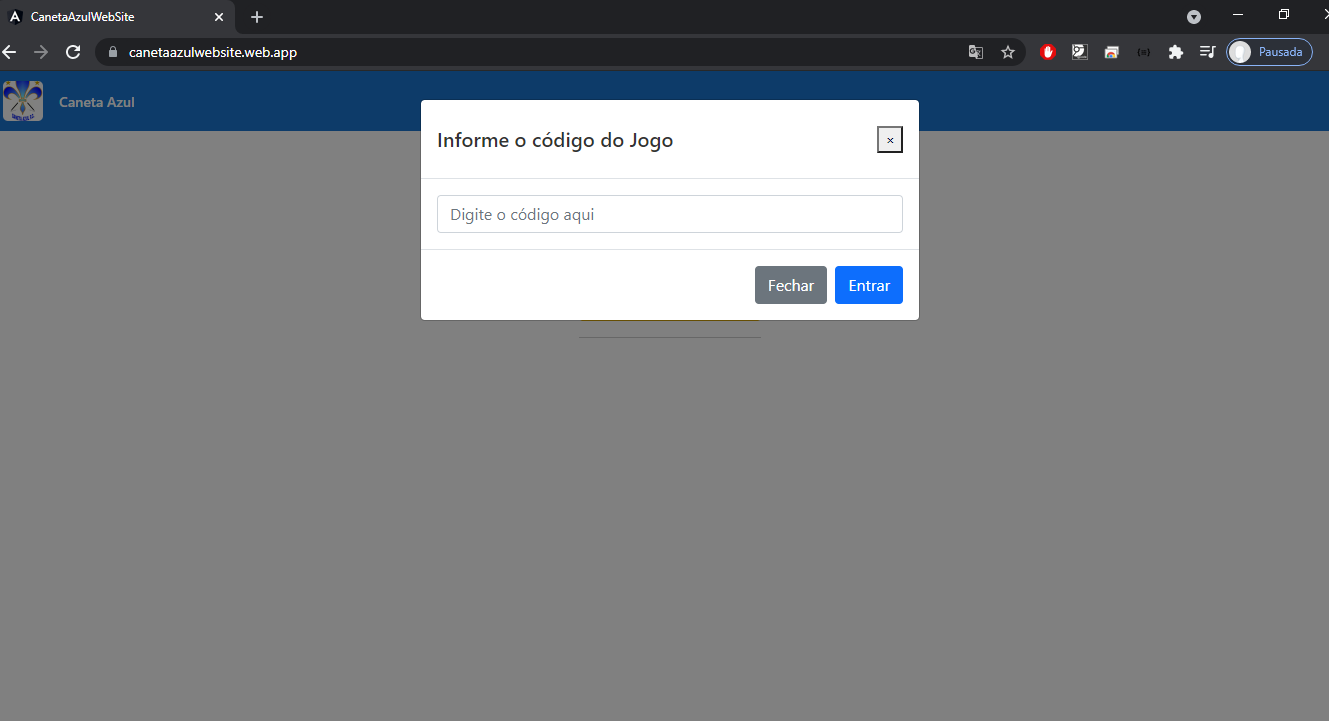 CanetaAzulWebSite
canetaazulwebsite.web.app
Pausada
Caneta Azul
Informe o código do Jogo
×
Digite o código aqui
Fechar
Entrar